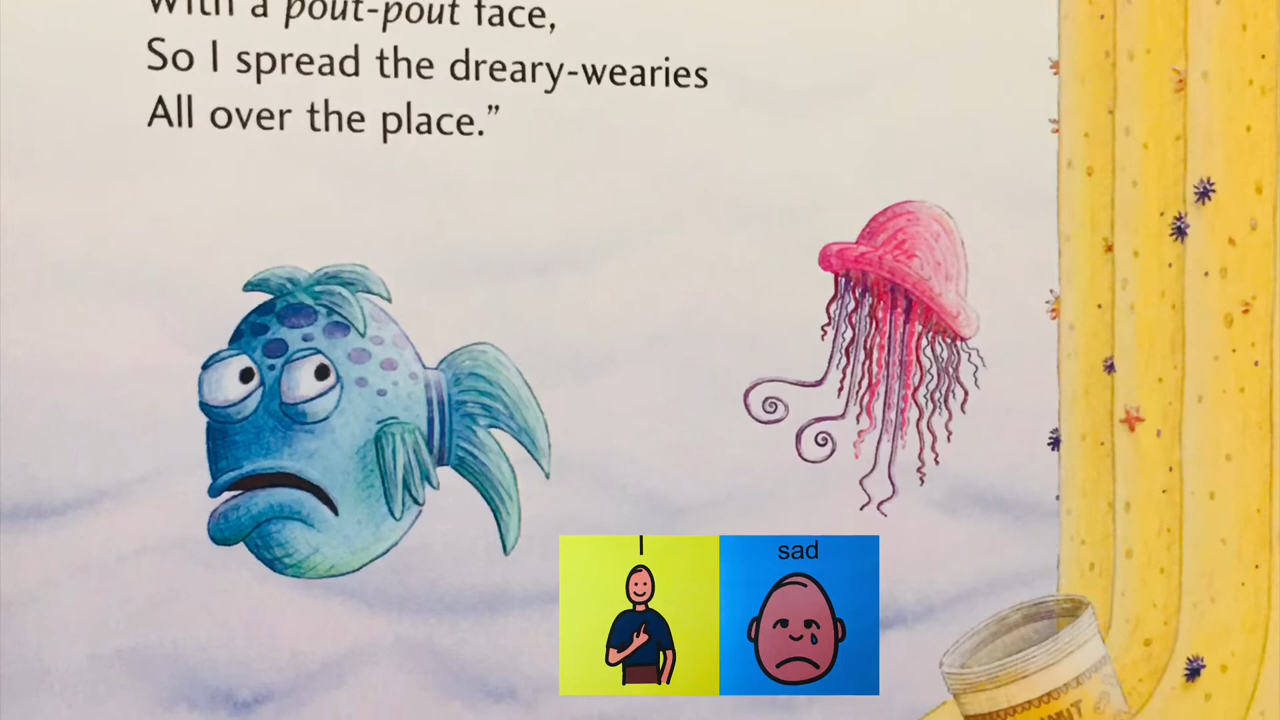 With a pout-pout face,
So I spread the dreary-wearies
All over the place.”
I
sad